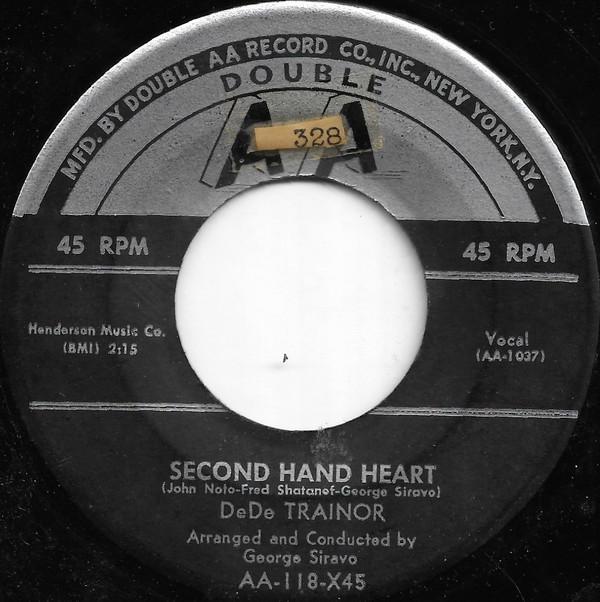 MFD. BY DOUBLE AA RECORD CO., INC., NEW YORK, N.Y.
DOUBLE
AA
328
45 RPM
45 RPM
Henderson Music Co.
(BMI) 2:15
Vocal
(AA-1037)
SECOND HAND HEART
(John Noto-Fred Shatanef-George Siravo)
DeDe TRAINOR
Arranged and Conducted by
George Siravo
AA-118-X45